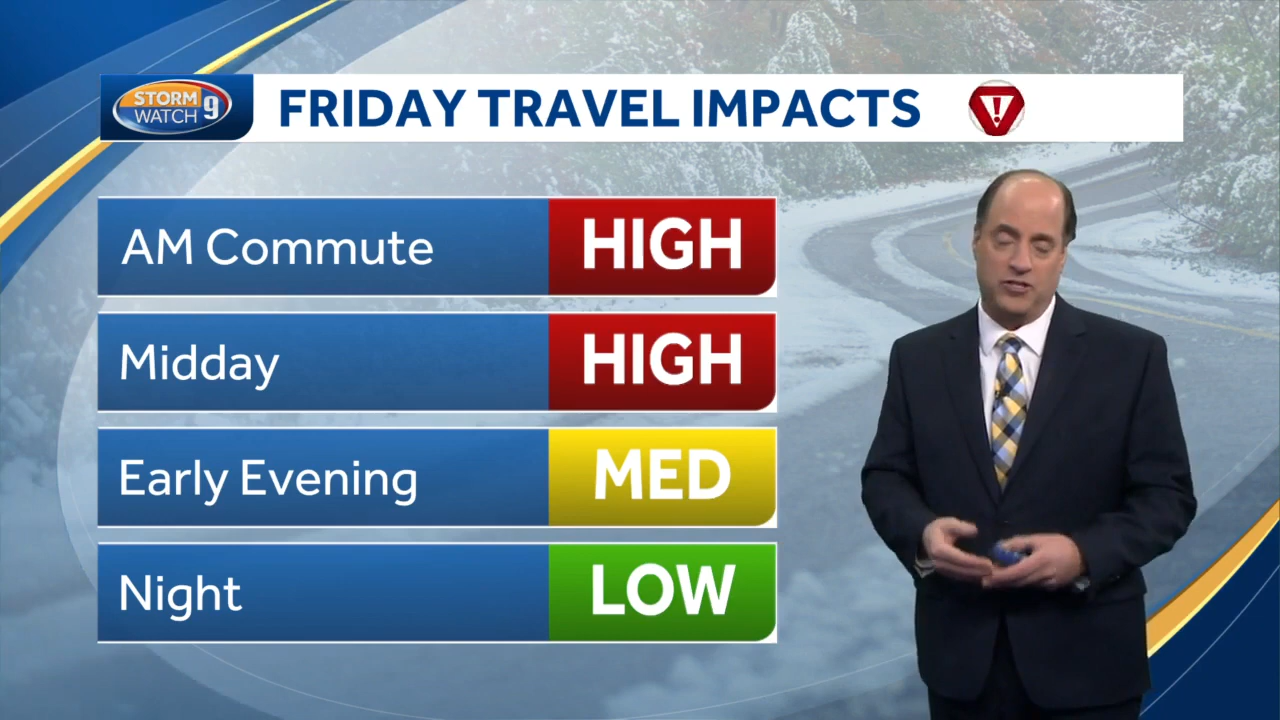 STORM
WATCH 9
FRIDAY TRAVEL IMPACTS
!
AM Commute HIGH
Midday HIGH
Early Evening MED
Night LOW